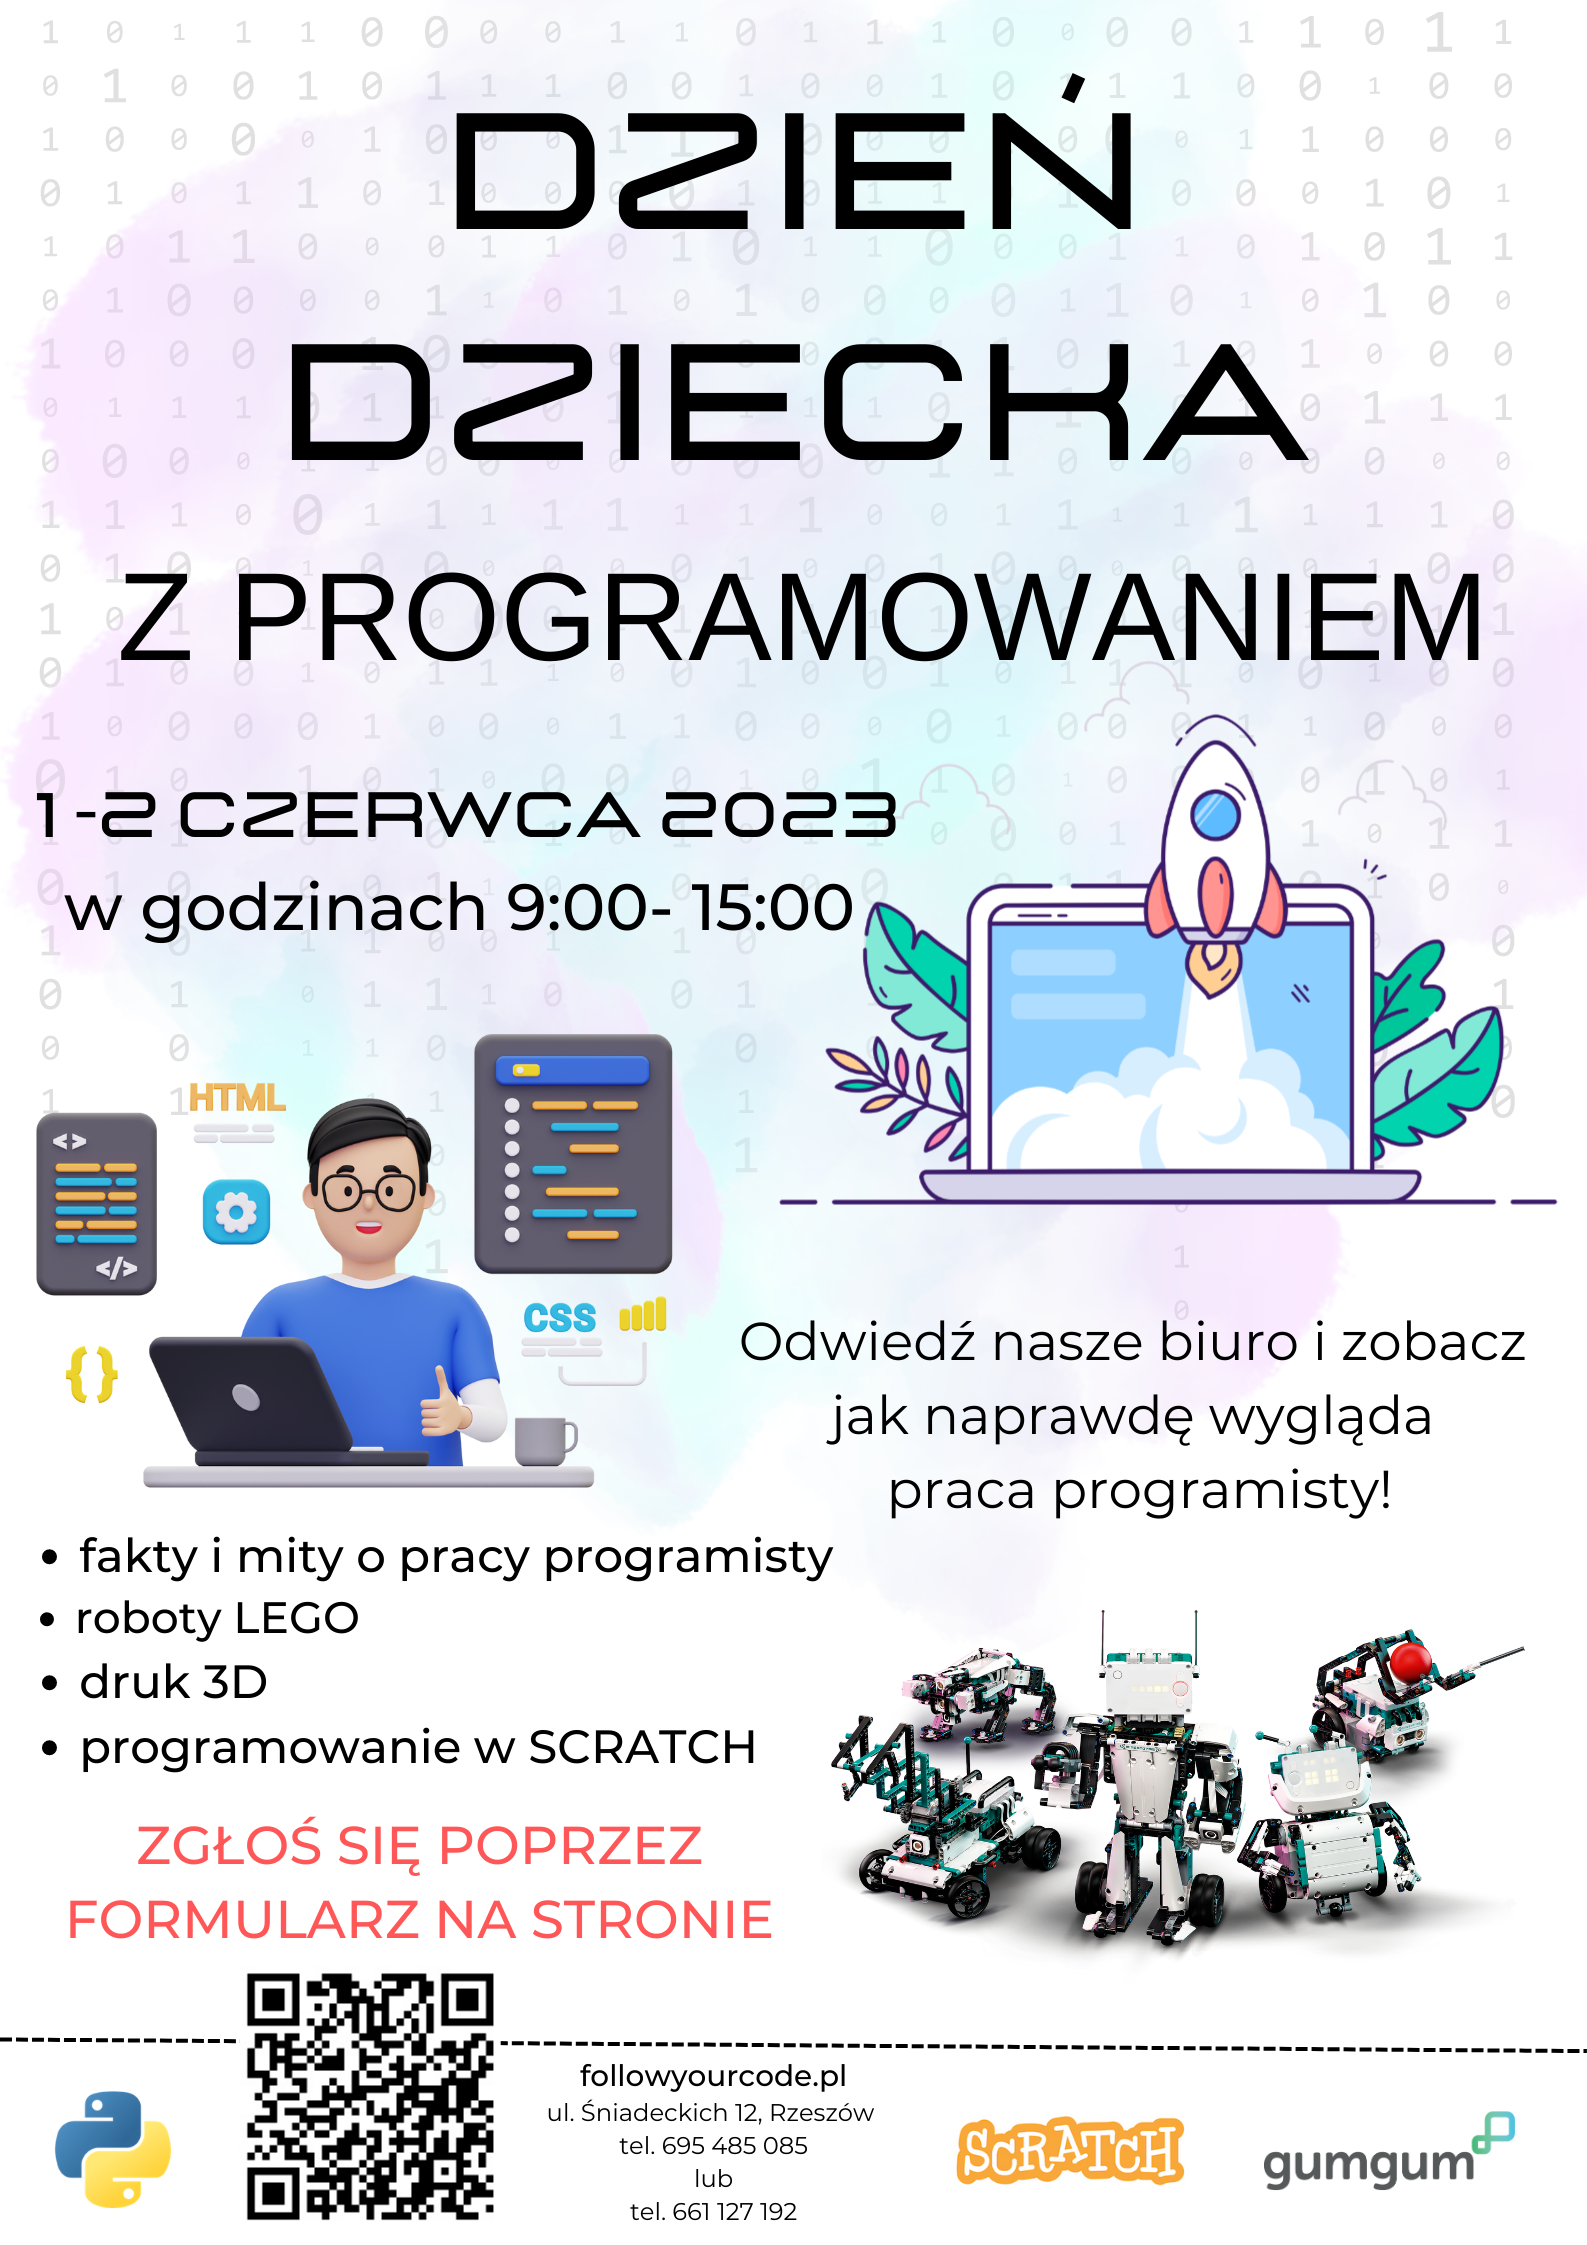 DZIEŃ
DZIECKA
Z PROGRAMOWANIEM
1 -2 CZERWCA 2023
w godzinach 9:00- 15:00
HTML
< >
</>
CSS
{ }
Odwiedź nasze biuro i zobacz
jak naprawdę wygląda
praca programisty!
• fakty i mity o pracy programisty
• roboty LEGO
• druk 3D
• programowanie w SCRATCH
ZGŁOŚ SIĘ POPRZEZ
FORMULARZ NA STRONIE
followyourcode.pl
ul. Śniadeckich 12, Rzeszów
tel. 695 485 085
lub
tel. 661 127 192
SCRATCH
gumgum